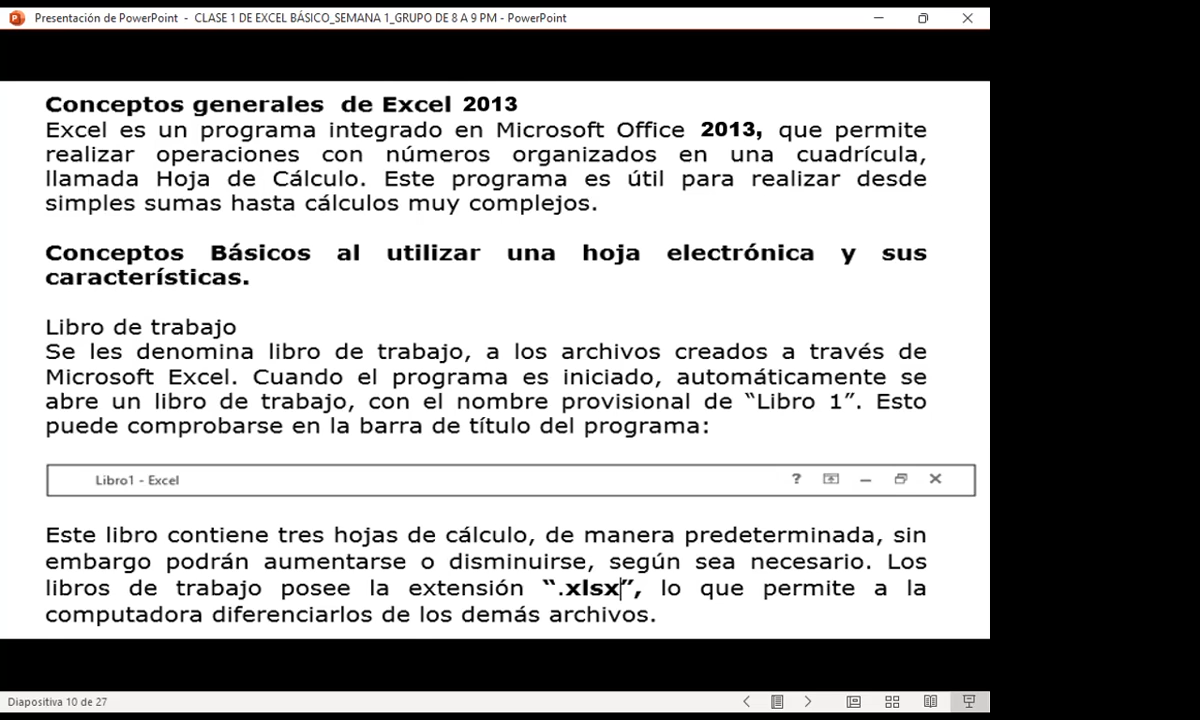 Presentación de PowerPoint - CLASE 1 DE EXCEL BÁSICO_SEMANA 1_GRUPO DE 8 A 9 PM - PowerPoint
Conceptos generales de Excel 2013
Excel es un programa integrado en Microsoft Office 2013, que permite
realizar operaciones con números organizados en una cuadrícula,
llamada Hoja de Cálculo. Este programa es útil para realizar desde
simples sumas hasta cálculos muy complejos.
Conceptos Básicos al utilizar una hoja electrónica y sus
características.
Libro de trabajo
Se les denomina libro de trabajo, a los archivos creados a través de
Microsoft Excel. Cuando el programa es iniciado, automáticamente se
abre un libro de trabajo, con el nombre provisional de “Libro 1”. Esto
puede comprobarse en la barra de título del programa:
Libro1 - Excel ?
Este libro contiene tres hojas de cálculo, de manera predeterminada, sin
embargo podrán aumentarse o disminuirse, según sea necesario. Los
libros de trabajo posee la extensión “.xlsx”, lo que permite a la
computadora diferenciarlos de los demás archivos.
Diapositiva 10 de 27